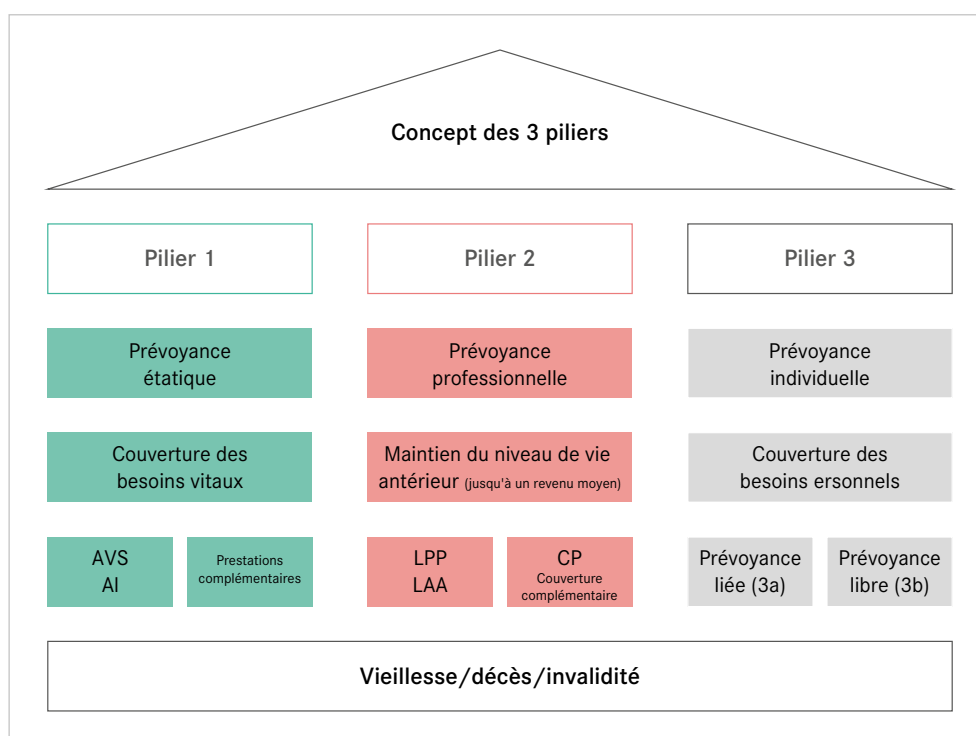 Concept des 3 piliers
Pilier 1
Pilier 2
Pilier 3
Prévoyance
étatique
Prévoyance
professionnelle
Prévoyance
individuelle
Couverture des
besoins vitaux
Maintien du niveau de vie
antérieur (jusqu'à un revenu moyen)
Couverture des
besoins ersonnels
AVS
AI
Prestations
complémentaires
LPP
LAA
CP
Couverture
complémentaire
Prévoyance
liée (3a)
Prévoyance
libre (3b)
Vieillesse/décès/invalidité